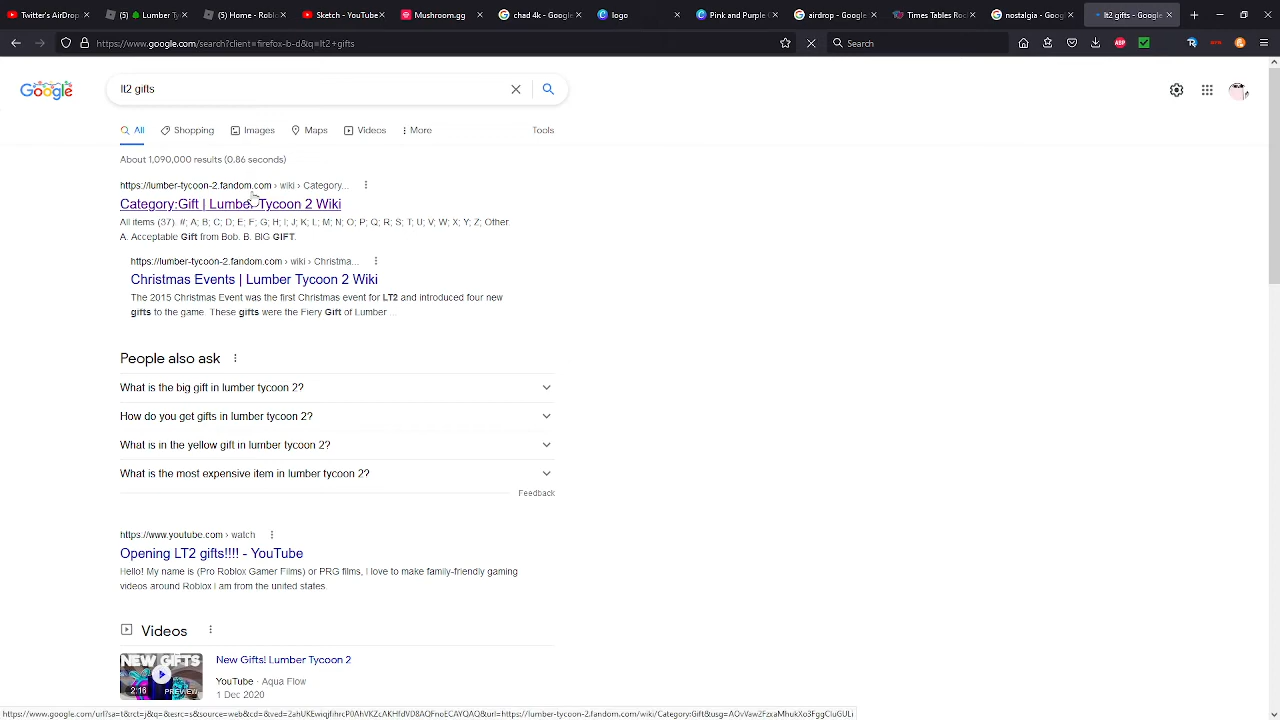 Twitter's AirDrop
[5] Lumber Ty
[5] Home - Roblo
Sketch - YouTube
Mushroom.gg
ched 4k - Google
logo
Pink and Purple
airdrop - Google
Times Tables Ro
nostalgia - Goog
lt2 gifts - Google
https://www.google.com/search?client=firefox-b-d&q=lt2+gifts
Search
Google
lt2 gifts
All
Shopping
Images
Maps
Videos
More
Tools
About 1,090,000 results (0.86 seconds)
https://lumber-tycoon-2.fandom.com › wiki › Category...
Category:Gift | Lumber Tycoon 2 Wiki
All items (37). #; A; B; C; D; E; F; G; H; I; J; K; L; M; N; O; P; Q; R; S; T; U; V; W; X; Y; Z; Other.
A. Acceptable Gift from Bob. B. BIG GIFT.
https://lumber-tycoon-2.fandom.com › wiki › Christma...
Christmas Events | Lumber Tycoon 2 Wiki
The 2015 Christmas Event was the first Christmas event for LT2 and introduced four new
gifts to the game. These gifts were the Fiery Gift of Lumber ...
People also ask
What is the big gift in lumber tycoon 2?
How do you get gifts in lumber tycoon 2?
What is in the yellow gift in lumber tycoon 2?
What is the most expensive item in lumber tycoon 2?
Feedback
https://www.youtube.com › watch
Opening LT2 gifts!!!! - YouTube
Hello! My name is (Pro Roblox Gamer Films) or PRG films, I love to make family-friendly gaming
videos around Roblox I am from the united states.
Videos
NEW GIFTS
2:16
PREVIEW
New Gifts! Lumber Tycoon 2
YouTube · Aqua Flow
1 Dec 2020